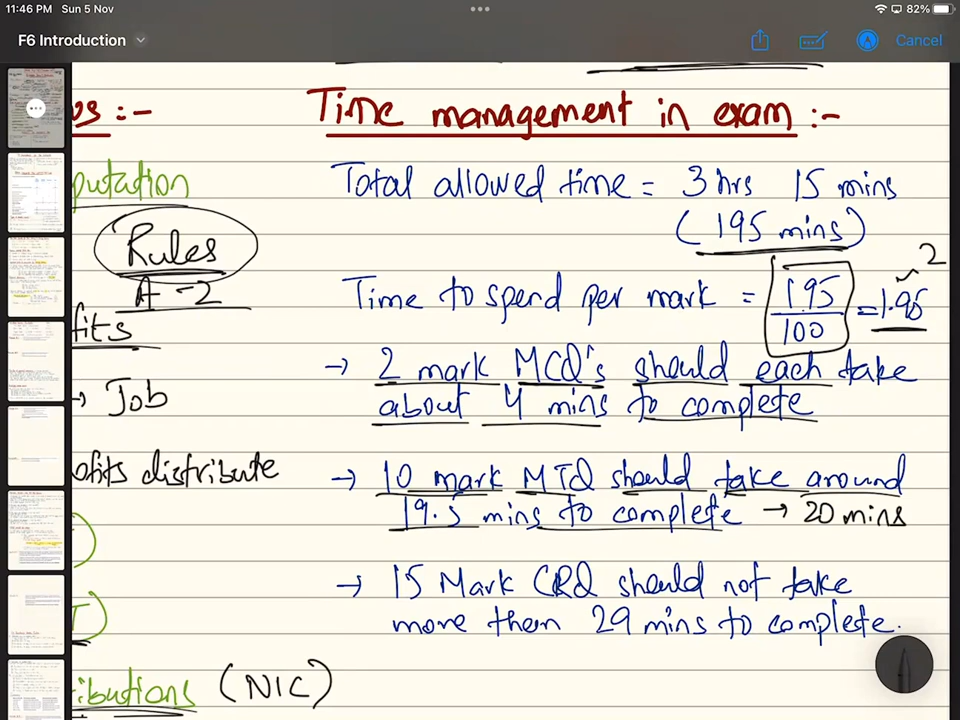 11:46 PM Sun 5 Nov
82%
F6 Introduction
Cancel
:-
putation
Rules
A - 2
fits
→ Job
ofits distribute
ributions (NIC)
Time management in exam :-
Total allowed time = 3 hrs 15 mins
(195 mins)
Time to spend per mark = 195/100 = 1.95
2
→ 2 mark MCQ's should each take
about 4 mins to complete
→ 10 mark MTQ should take around
19.5 mins to complete → 20 mins
→ 15 Mark CRQ should not take
more then 29 mins to complete.